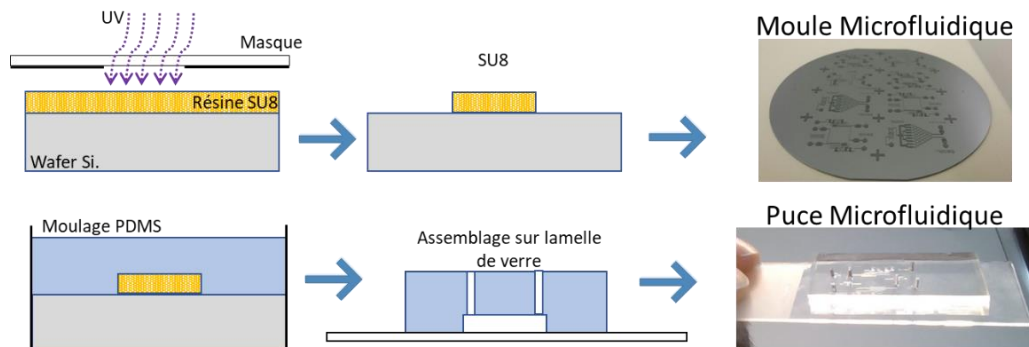 UV
Masque
Résine SU8
Wafer Si.
SU8
Moule Microfluidique
Moulage PDMS
Assemblage sur lamelle
de verre
Puce Microfluidique